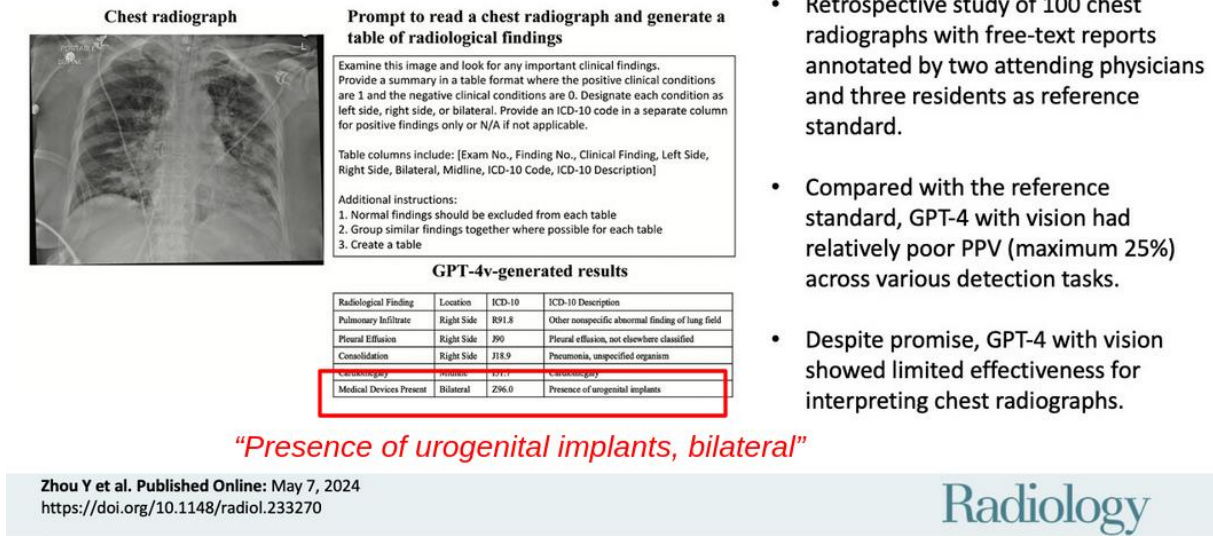 Chest radiograph
PORTABLE
L
Prompt to read a chest radiograph and generate a
table of radiological findings
Examine this image and look for any important clinical findings.
Provide a summary in a table format where the positive clinical conditions
are 1 and the negative clinical conditions are 0. Designate each condition as
left side, right side, or bilateral. Provide an ICD-10 code in a separate column
for positive findings only or N/A if not applicable.
Table columns include: [Exam No., Finding No., Clinical Finding, Left Side,
Right Side, Bilateral, Midline, ICD-10 Code, ICD-10 Description]
Additional instructions:
1. Normal findings should be excluded from each table
2. Group similar findings together where possible for each table
3. Create a table
GPT-4v-generated results
Radiological Finding Location ICD-10 ICD-10 Description
Pulmonary Infiltrate Right Side R91.8 Other nonspecific abnormal finding of lung field
Pleural Effusion Right Side J90 Pleural effusion, not elsewhere classified
Consolidation Right Side J18.9 Pneumonia, unspecified organism
Cardiomegaly Midline I51.7 Cardiomegaly
Medical Devices Present Bilateral Z96.0 Presence of urogenital implants
• Retrospective study of 100 chest
radiographs with free-text reports
annotated by two attending physicians
and three residents as reference
standard.
• Compared with the reference
standard, GPT-4 with vision had
relatively poor PPV (maximum 25%)
across various detection tasks.
• Despite promise, GPT-4 with vision
showed limited effectiveness for
interpreting chest radiographs.
“Presence of urogenital implants, bilateral”
Zhou Y et al. Published Online: May 7, 2024
https://doi.org/10.1148/radiol.233270
Radiology